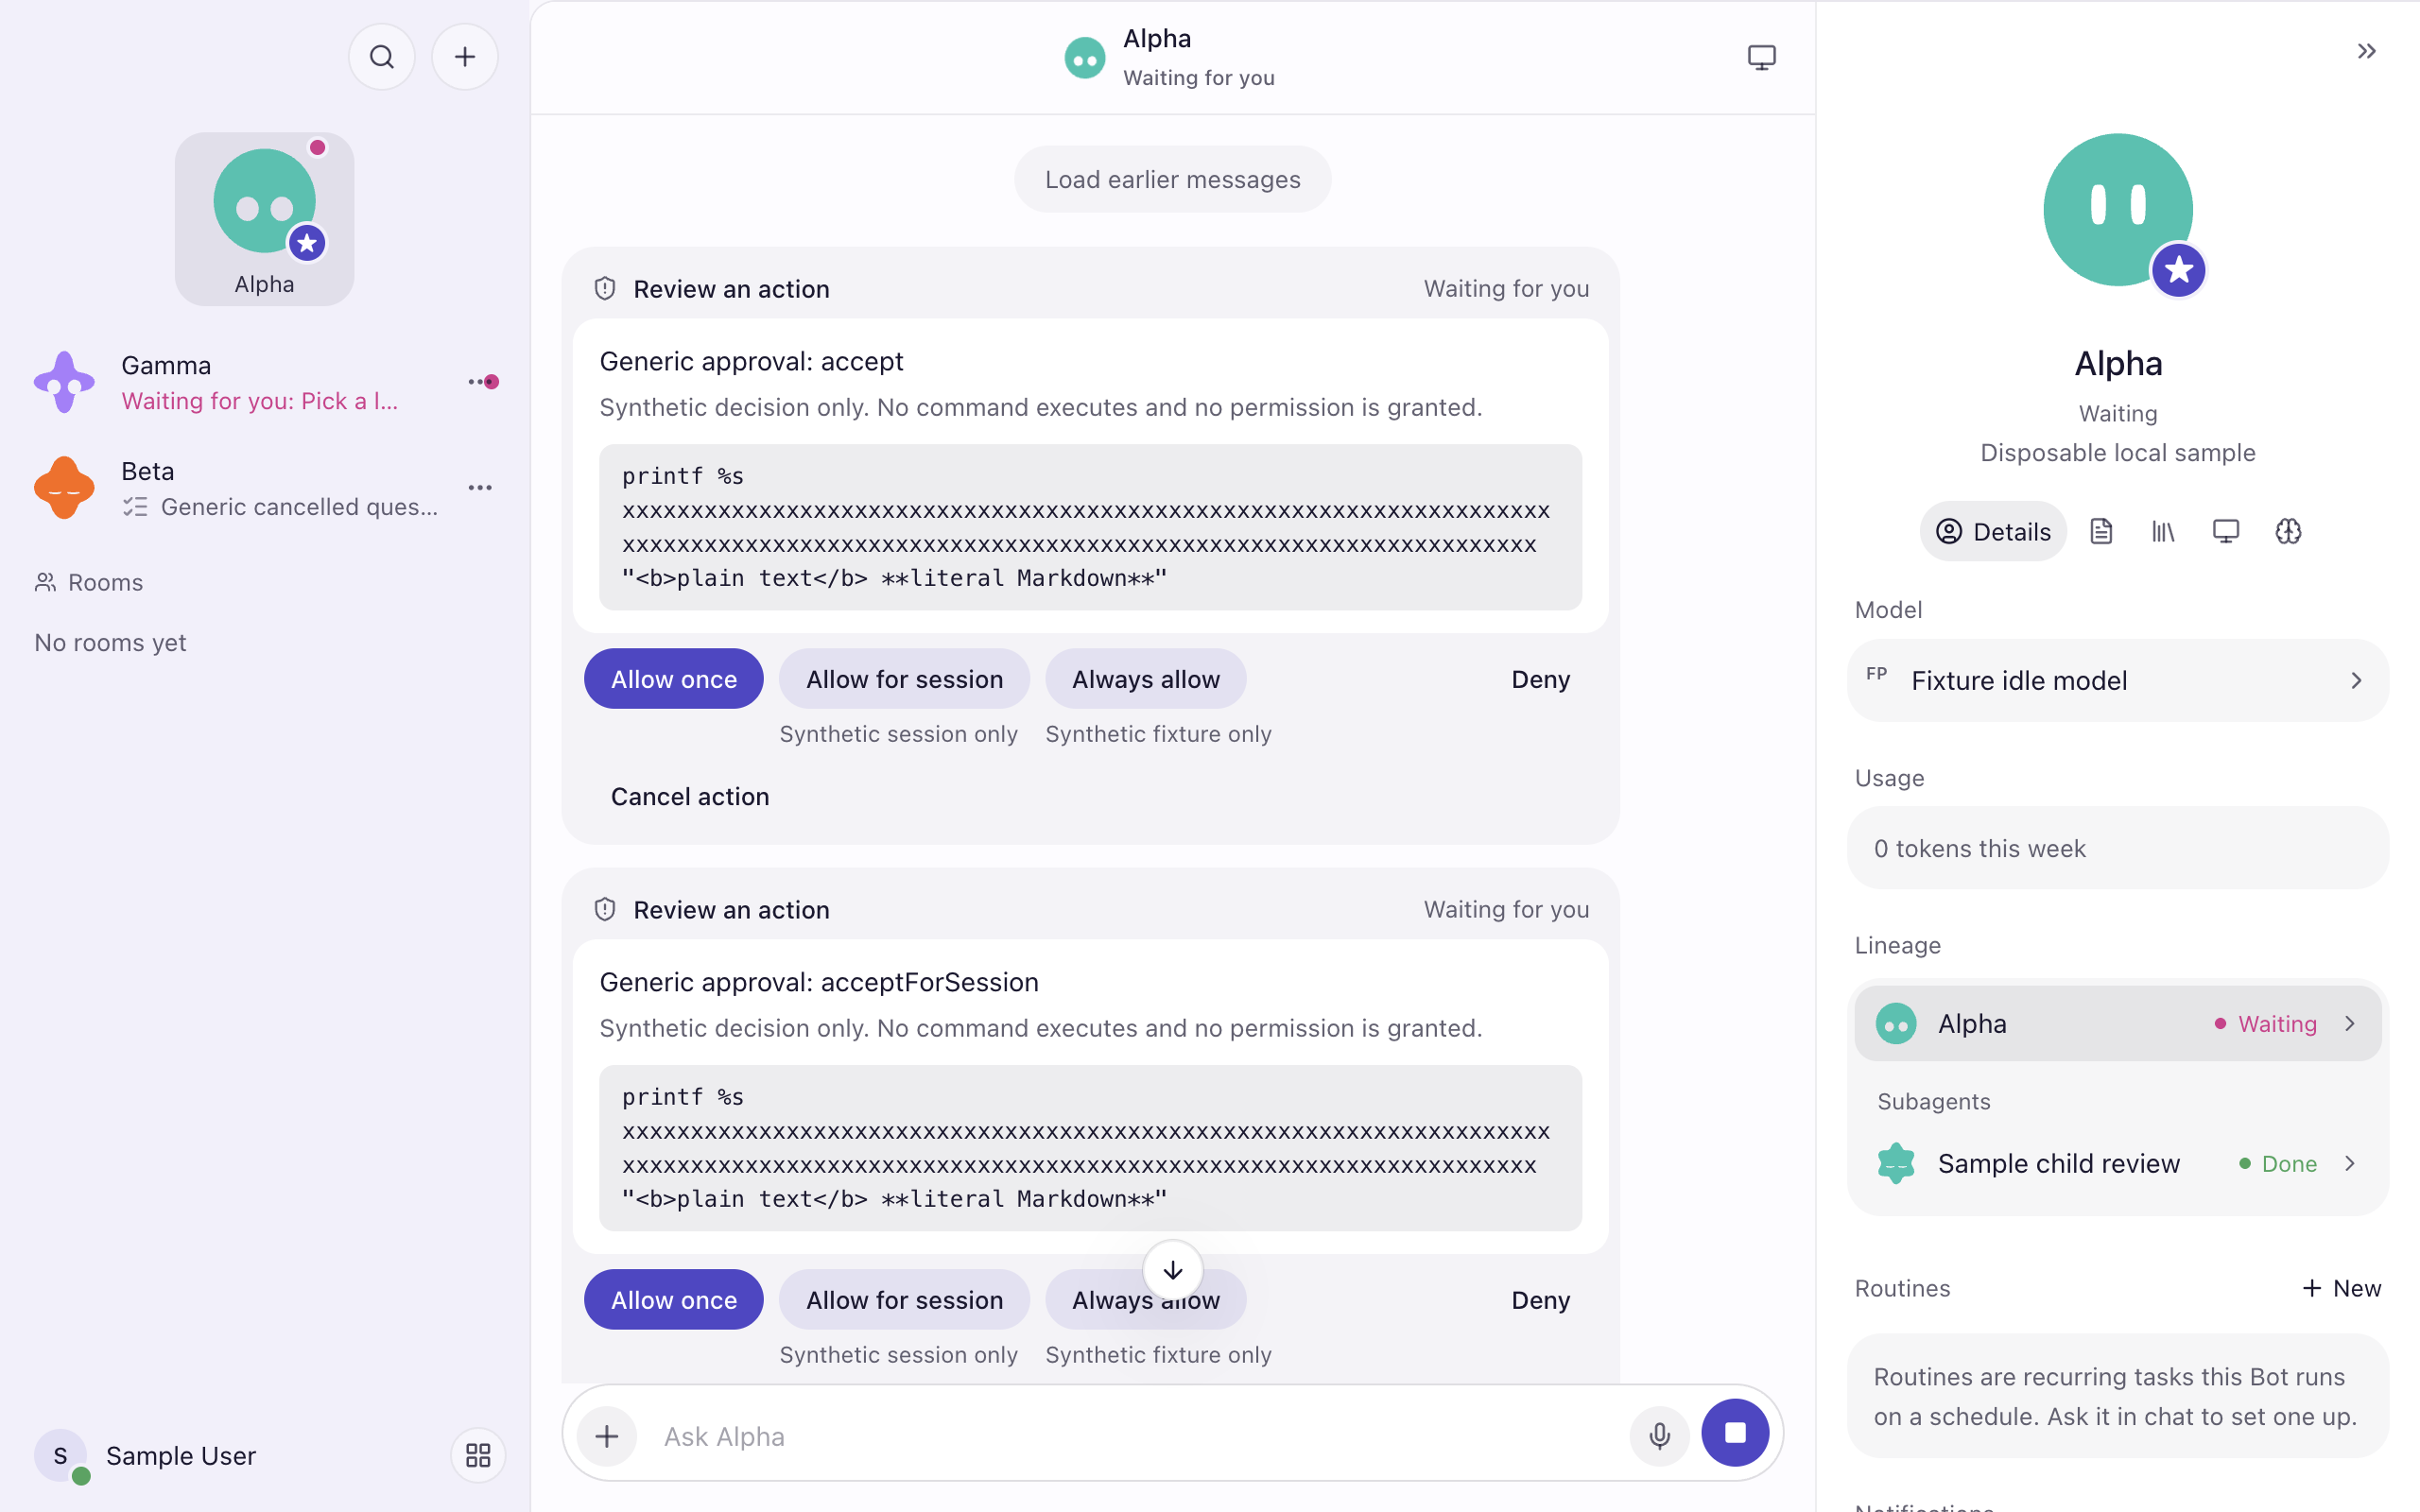 Alpha
Gamma
Waiting for you: Pick a l...
Beta
Generic cancelled ques...
Rooms
No rooms yet
S
Sample User
Alpha
Waiting for you
Load earlier messages
Review an action
Waiting for you
Generic approval: accept
Synthetic decision only. No command executes and no permission is granted.
printf %s
xxxxxxxxxxxxxxxxxxxxxxxxxxxxxxxxxxxxxxxxxxxxxxxxxxxxxxxxxxxxxxxxxxxx
xxxxxxxxxxxxxxxxxxxxxxxxxxxxxxxxxxxxxxxxxxxxxxxxxxxxxxxxxxxxxxxxxxx
"<b>plain text</b> **literal Markdown**"
Allow once
Allow for session
Always allow
Deny
Synthetic session only
Synthetic fixture only
Cancel action
Review an action
Waiting for you
Generic approval: acceptForSession
Synthetic decision only. No command executes and no permission is granted.
printf %s
xxxxxxxxxxxxxxxxxxxxxxxxxxxxxxxxxxxxxxxxxxxxxxxxxxxxxxxxxxxxxxxxxxxx
xxxxxxxxxxxxxxxxxxxxxxxxxxxxxxxxxxxxxxxxxxxxxxxxxxxxxxxxxxxxxxxxxxx
"<b>plain text</b> **literal Markdown**"
Allow once
Allow for session
Always allow
Deny
Synthetic session only
Synthetic fixture only
Ask Alpha
Alpha
Waiting
Disposable local sample
Details
Model
FP
Fixture idle model
Usage
0 tokens this week
Lineage
Alpha
Waiting
Subagents
Sample child review
Done
Routines
New
Routines are recurring tasks this Bot runs
on a schedule. Ask it in chat to set one up.